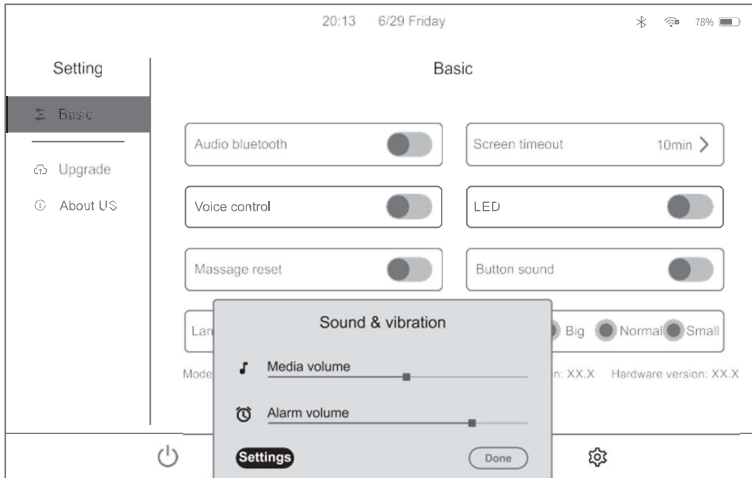 20:13 6/29 Friday 78%
Setting
Basic
Basic
Upgrade
About US
Audio bluetooth
Screen timeout 10min
Voice control
LED
Massage reset
Button sound
Lan
Big Normal Small
Mode
n: XX.X Hardware version: XX.X
Sound & vibration
Media volume
Alarm volume
Settings
Done